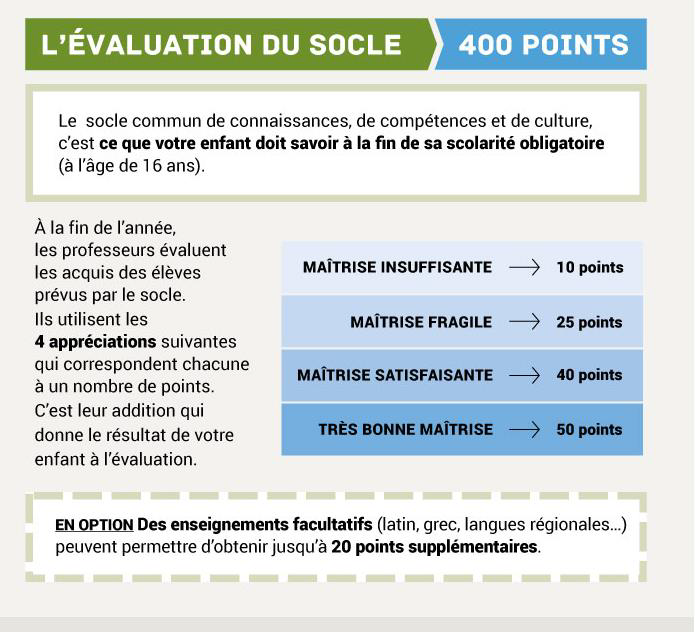 L'ÉVALUATION DU SOCLE 400 POINTS
Le socle commun de connaissances, de compétences et de culture,
c'est ce que votre enfant doit savoir à la fin de sa scolarité obligatoire
(à l'âge de 16 ans).
À la fin de l'année,
les professeurs évaluent
les acquis des élèves
prévus par le socle.
Ils utilisent les
4 appréciations suivantes
qui correspondent chacune
à un nombre de points.
C'est leur addition qui
donne le résultat de votre
enfant à l'évaluation.
MAÎTRISE INSUFFISANTE → 10 points
MAÎTRISE FRAGILE → 25 points
MAÎTRISE SATISFAISANTE → 40 points
TRÈS BONNE MAÎTRISE → 50 points
EN OPTION Des enseignements facultatifs (latin, grec, langues régionales...)
peuvent permettre d'obtenir jusqu'à 20 points supplémentaires.